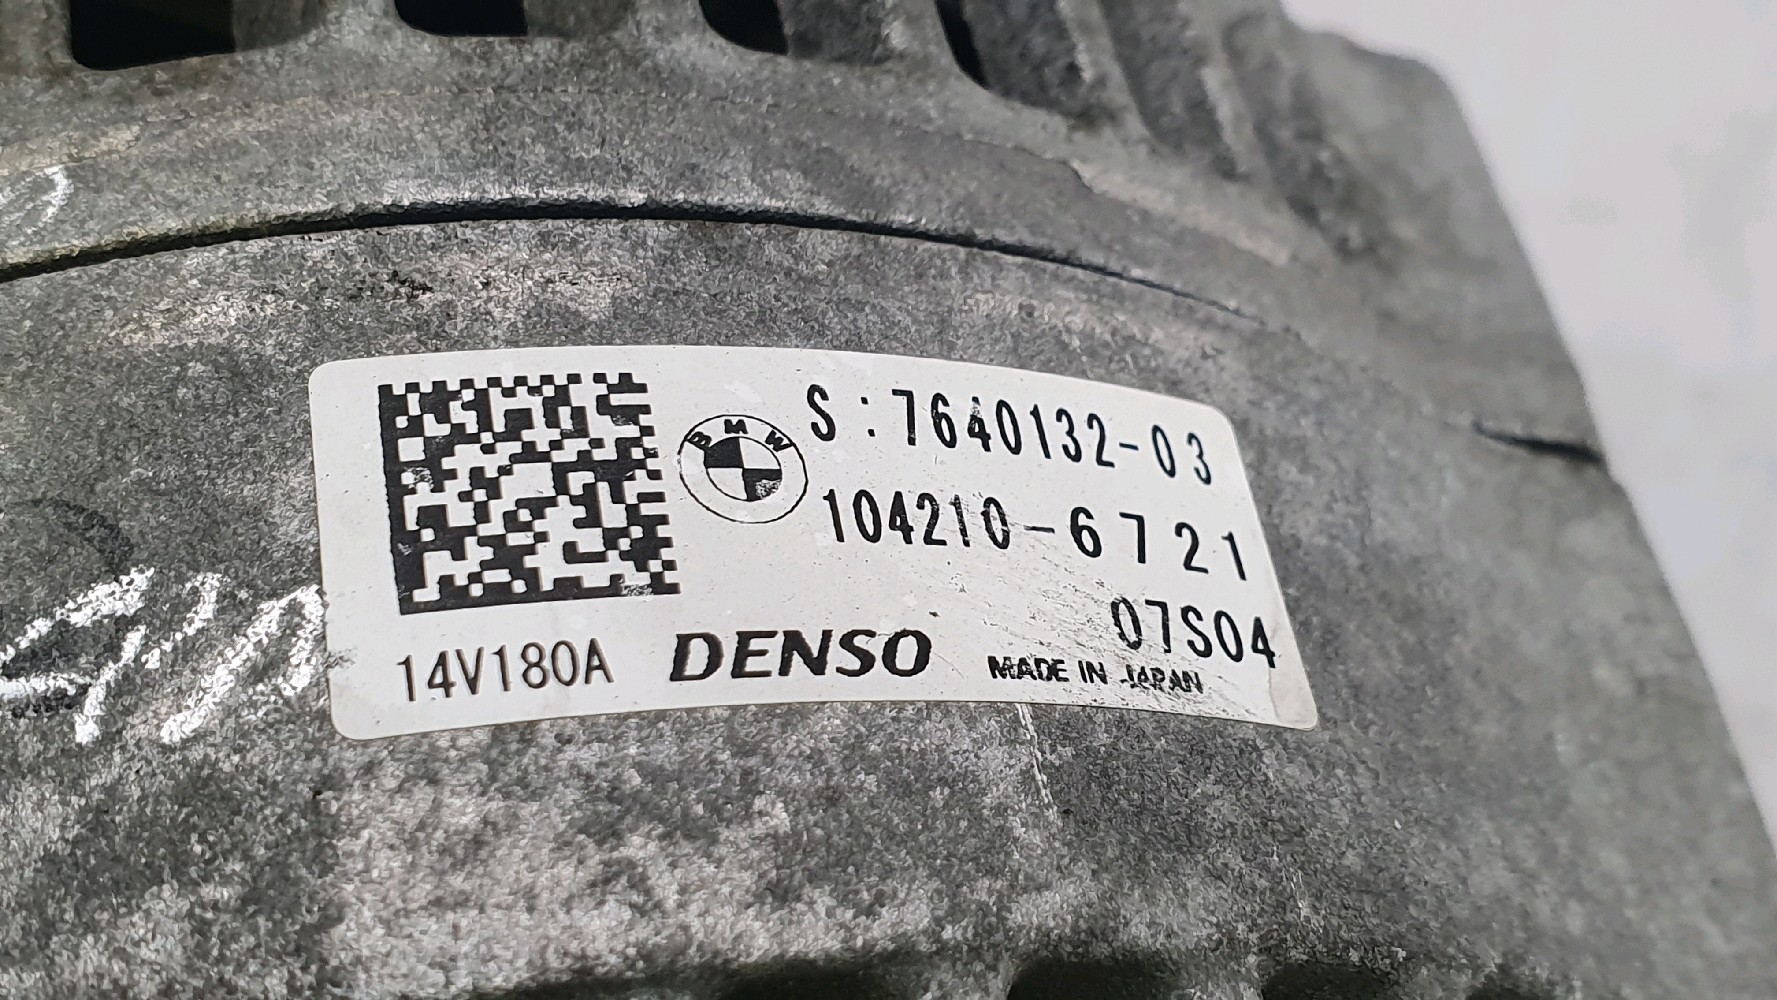 BMW
S:7640132-03
104210-6721
07S04
14V180A DENSO MADE IN JAPAN